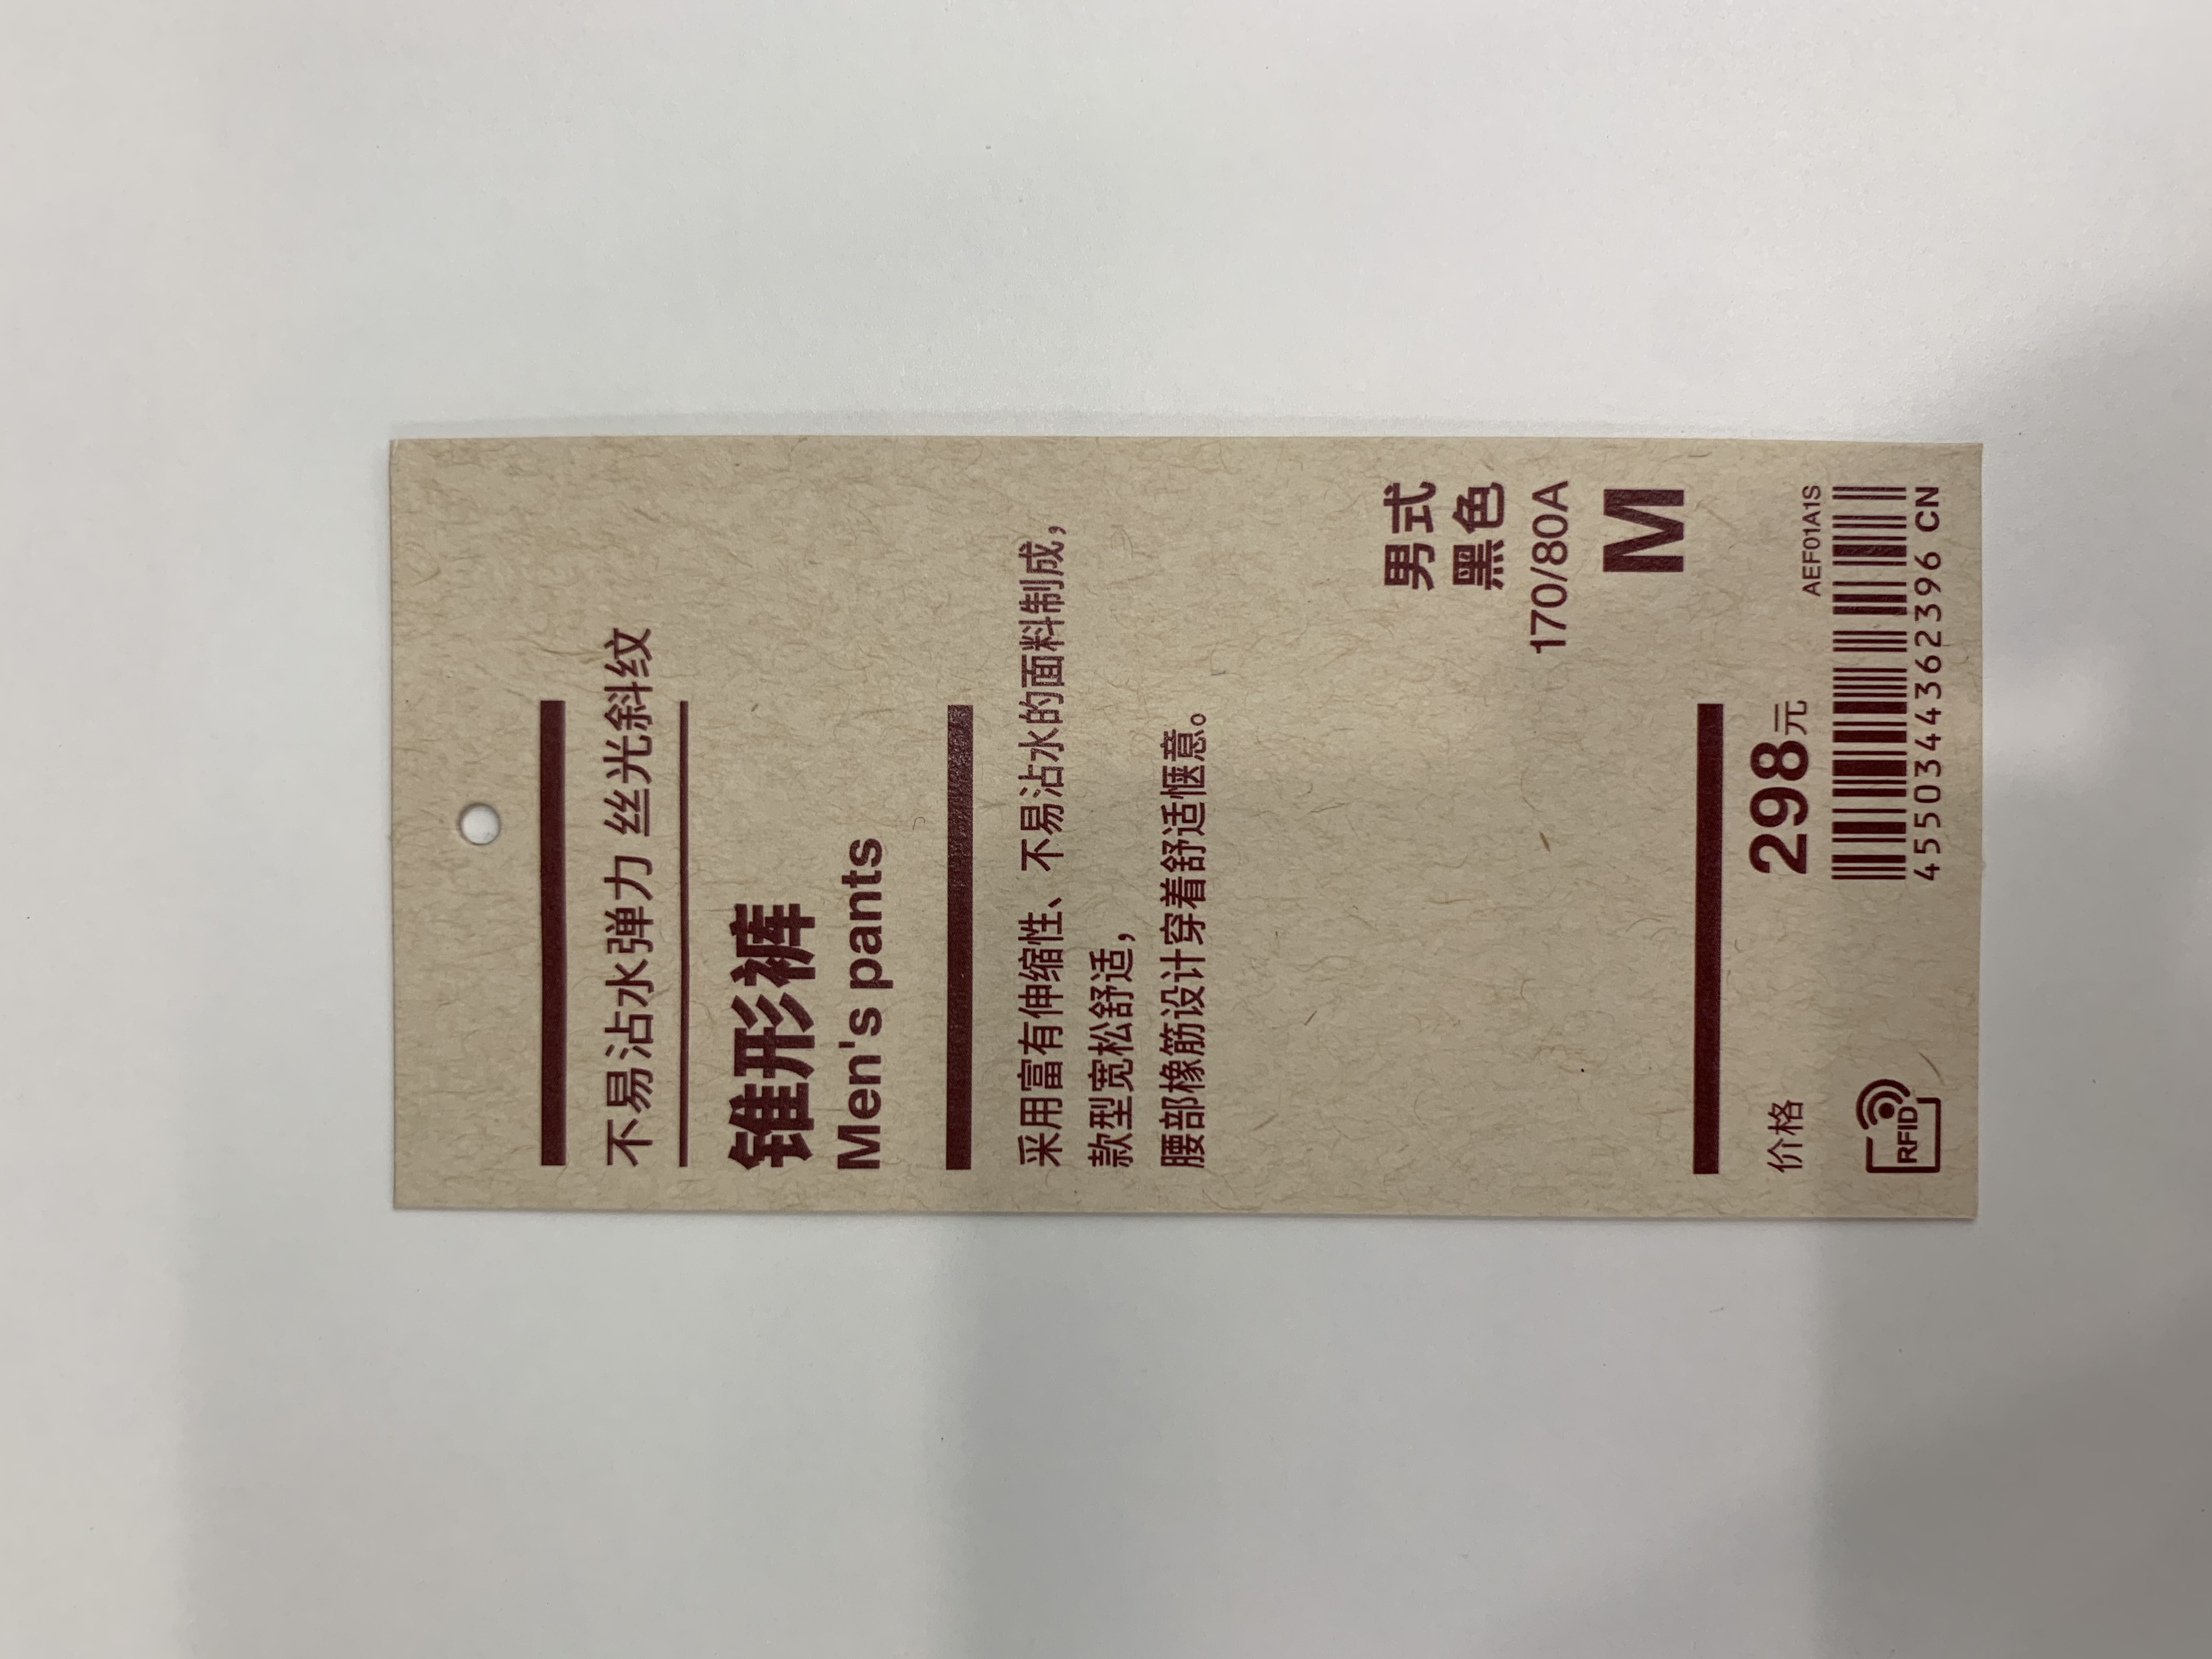 不易沾水弹力 丝光斜纹
锥形裤
Men's pants
采用富有伸缩性、不易沾水的面料制成，
款型宽松舒适，
腰部橡筋设计穿着舒适惬意。
男式
黑色
170/80A
M
价格 298元
AEF01A1S
RFID
4550344362396 CN